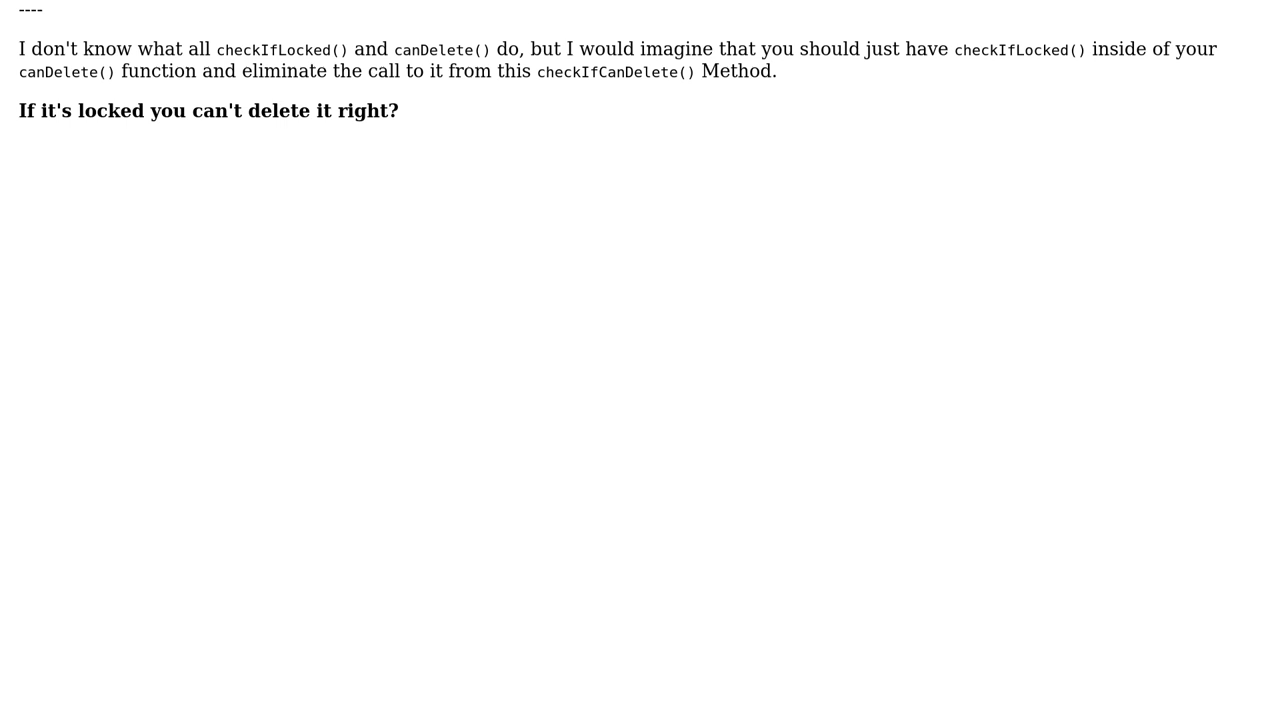 ----
I don't know what all checkIfLocked() and canDelete() do, but I would imagine that you should just have checkIfLocked() inside of your
canDelete() function and eliminate the call to it from this checkIfCanDelete() Method.
If it's locked you can't delete it right?